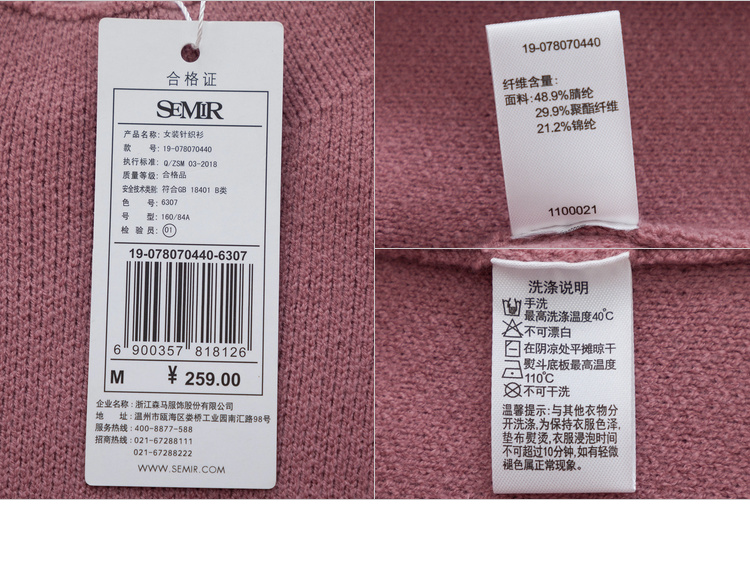 合格证
SEMIR
产品名称: 女装针织衫
款 号: 19-078070440
执行标准: Q/ZSM 03-2018
质量等级: 合格品
安全技术类别: 符合GB 18401 B类
色 号: 6307
号 型: 160/84A
检 验 员: 01
19-078070440-6307
6 900357 818126
M ¥ 259.00
企业名称: 浙江森马服饰股份有限公司
地 址: 温州市瓯海区娄桥工业园南汇路98号
服务热线: 400-8877-588
招商热线: 021-67288111
021-67288222
WWW.SEMIR.COM
19-078070440
纤维含量:
面料: 48.9%腈纶
29.9%聚酯纤维
21.2%锦纶
1100021
洗涤说明
手洗
最高洗涤温度40℃
不可漂白
在阴凉处平摊晾干
熨斗底板最高温度
110℃
不可干洗
温馨提示: 与其他衣物分
开洗涤,为保持衣服色泽,
垫布熨烫,衣服浸泡时间
不可超过10分钟,如有轻微
褪色属正常现象。